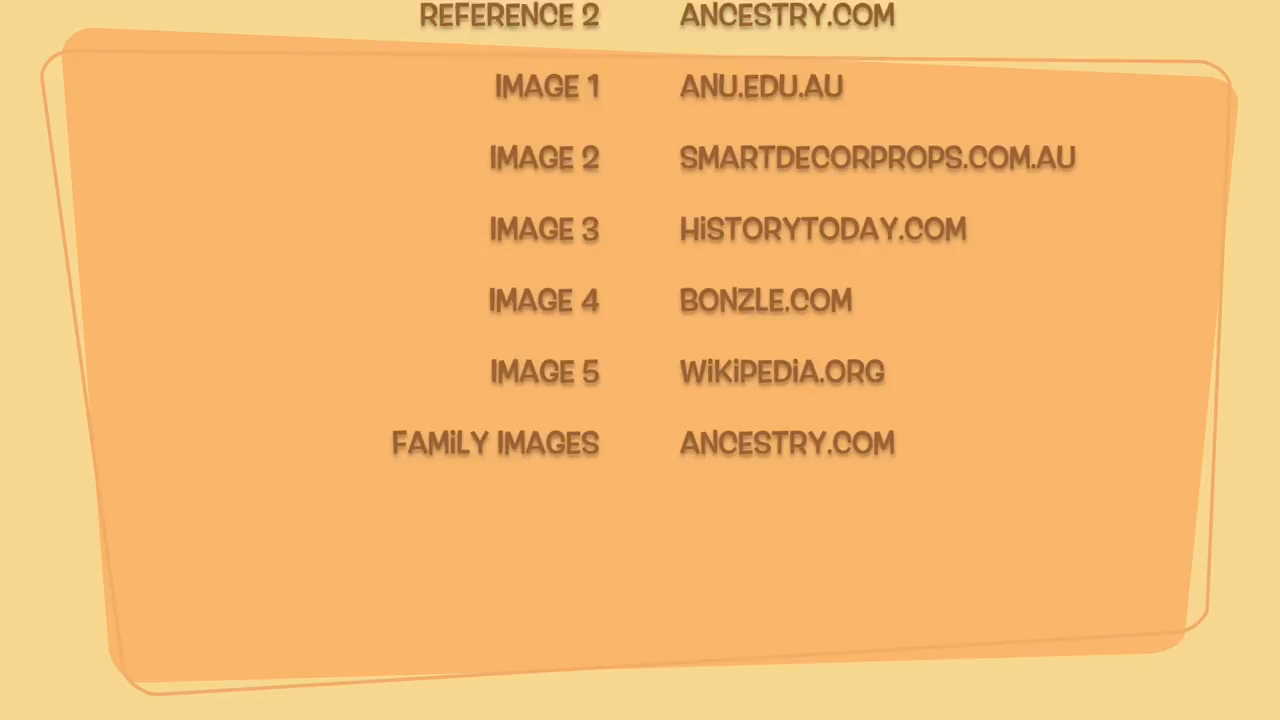 REFERENCE 2 ANCESTRY.COM
IMAGE 1 ANU.EDU.AU
IMAGE 2 SMARTDECORPROPS.COM.AU
IMAGE 3 HiSTORYTODAY.COM
IMAGE 4 BONZLE.COM
IMAGE 5 WiKiPEDiA.ORG
FAMiLY IMAGES ANCESTRY.COM